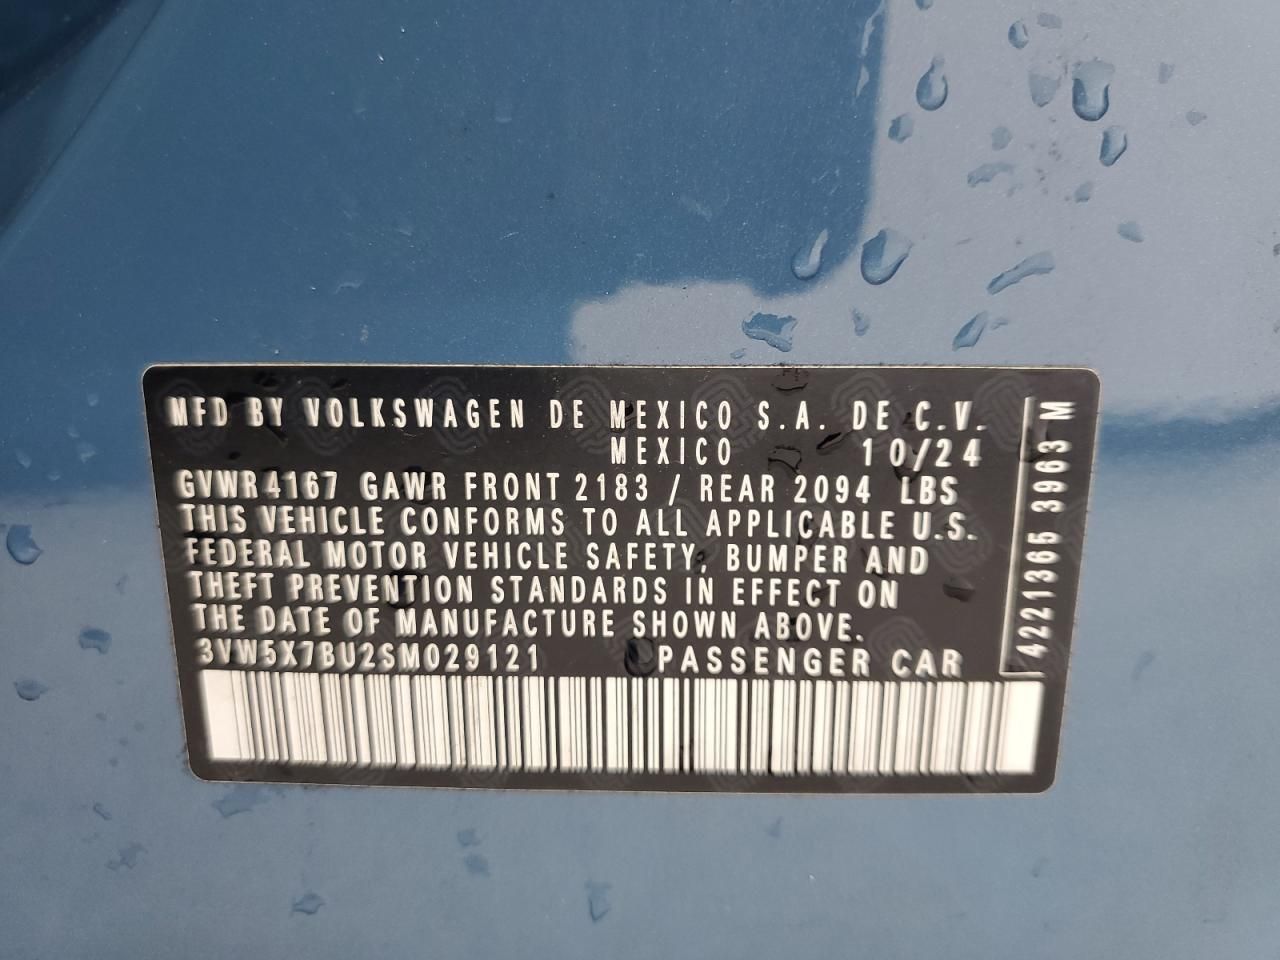 MFD BY VOLKSWAGEN DE MEXICO S.A. DE C.V.
MEXICO 10/24
GVWR 4167 GAWR FRONT 2183 / REAR 2094 LBS
THIS VEHICLE CONFORMS TO ALL APPLICABLE U.S.
FEDERAL MOTOR VEHICLE SAFETY, BUMPER AND
THEFT PREVENTION STANDARDS IN EFFECT ON
THE DATE OF MANUFACTURE SHOWN ABOVE.
3VW5X7BU2SM029121 PASSENGER CAR
4221365 3963 M